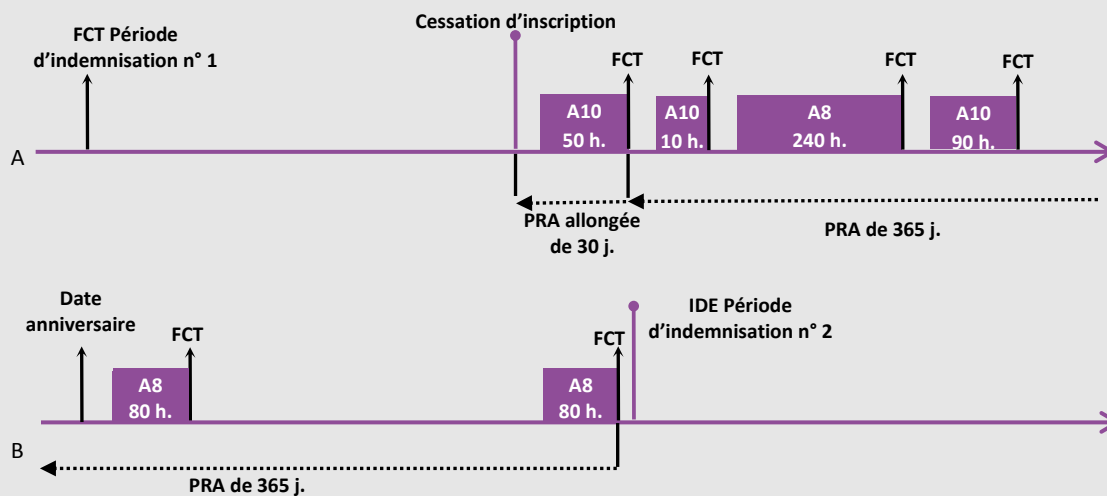 Cessation d’inscription
FCT Période
d’indemnisation n° 1
FCT
FCT
FCT
FCT
A10
50 h.
A10
10 h.
A8
240 h.
A10
90 h.
A
PRA allongée
de 30 j.
PRA de 365 j.
Date
anniversaire
FCT
FCT
IDE Période
d’indemnisation n° 2
A8
80 h.
A8
80 h.
B
PRA de 365 j.